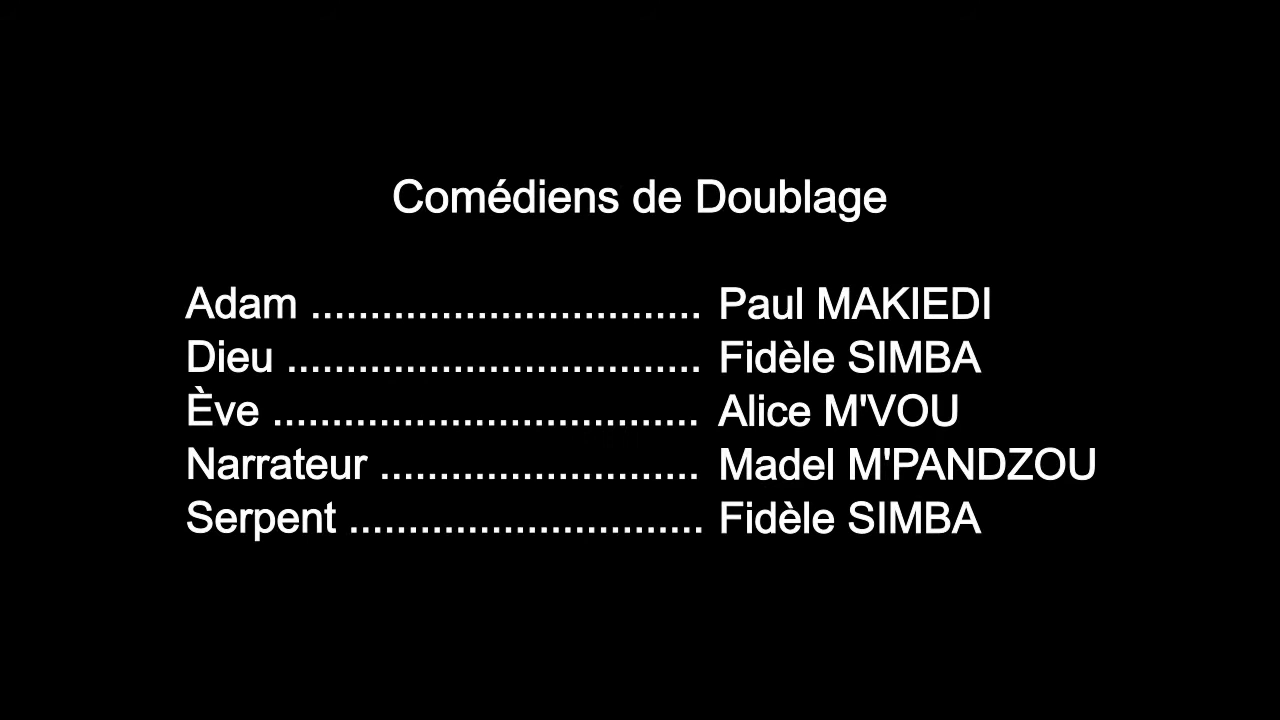 Comédiens de Doublage
Adam ................................. Paul MAKIEDI
Dieu ................................... Fidèle SIMBA
Ève .................................... Alice M'VOU
Narrateur ........................... Madel M'PANDZOU
Serpent .............................. Fidèle SIMBA